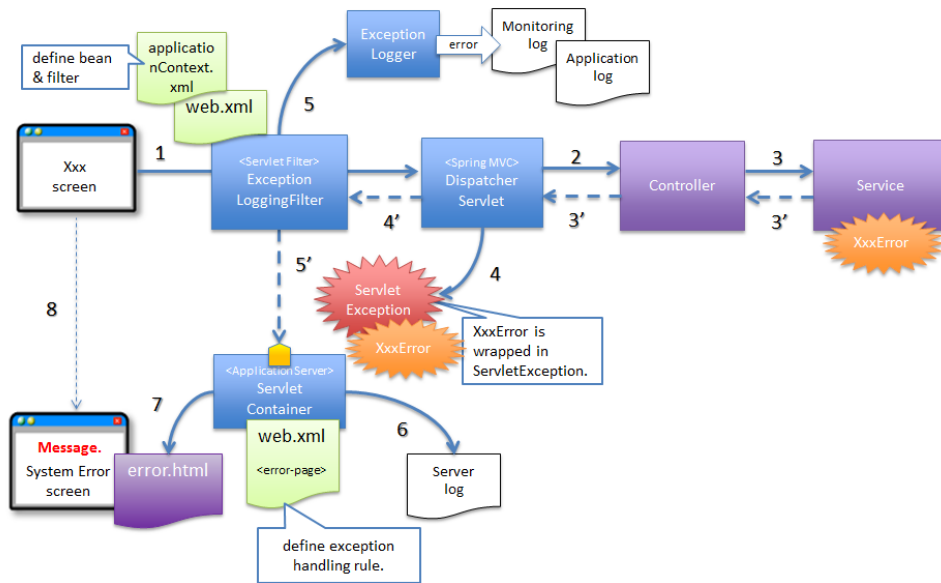 define bean
& filter
applicatio
nContext.
xml
web.xml
Exception
Logger
error
Monitoring
log
Application
log
5
Xxx
screen
1
<Servlet Filter>
Exception
LoggingFilter
<Spring MVC>
Dispatcher
Servlet
2
Controller
3
Service
4’
3’
3’
XxxError
5’
4
Servlet
Exception
XxxError
XxxError is
wrapped in
ServletException.
8
<Application Server>
Servlet
Container
7
6
web.xml
<error-page>
Message.
System Error
screen
error.html
Server
log
define exception
handling rule.